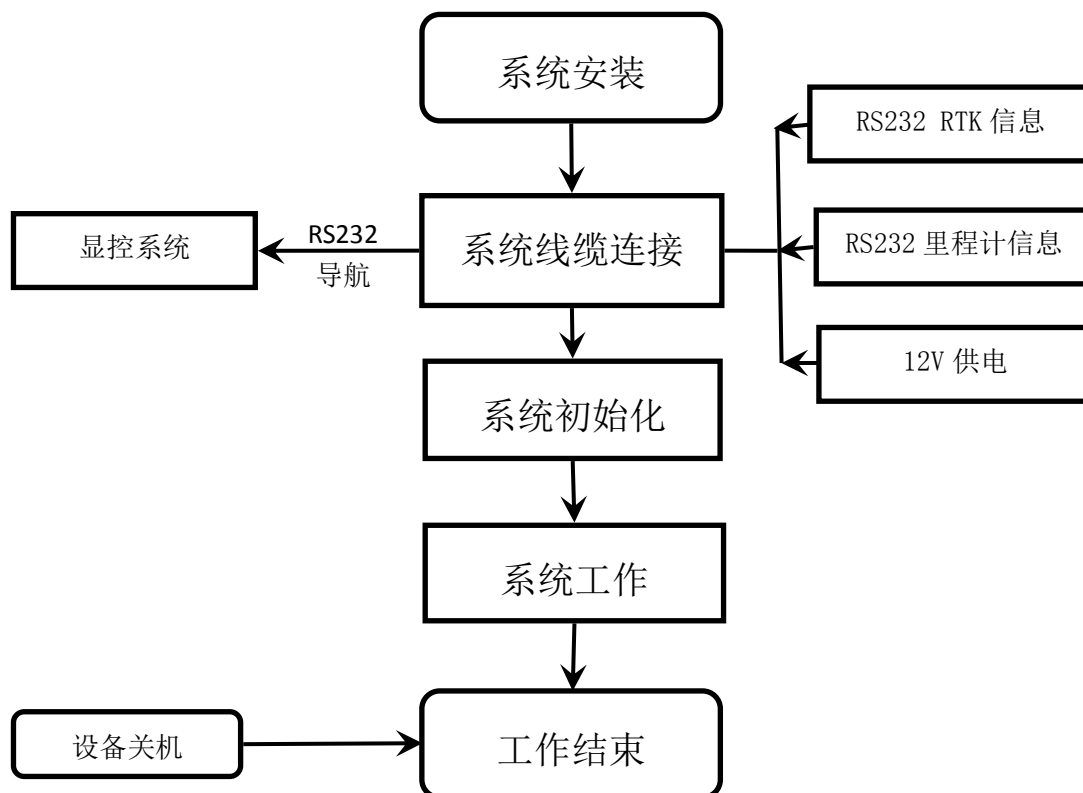 系统安装
RS232 RTK 信息
显控系统
RS232
导航
系统线缆连接
RS232 里程计信息
12V 供电
系统初始化
系统工作
设备关机
工作结束